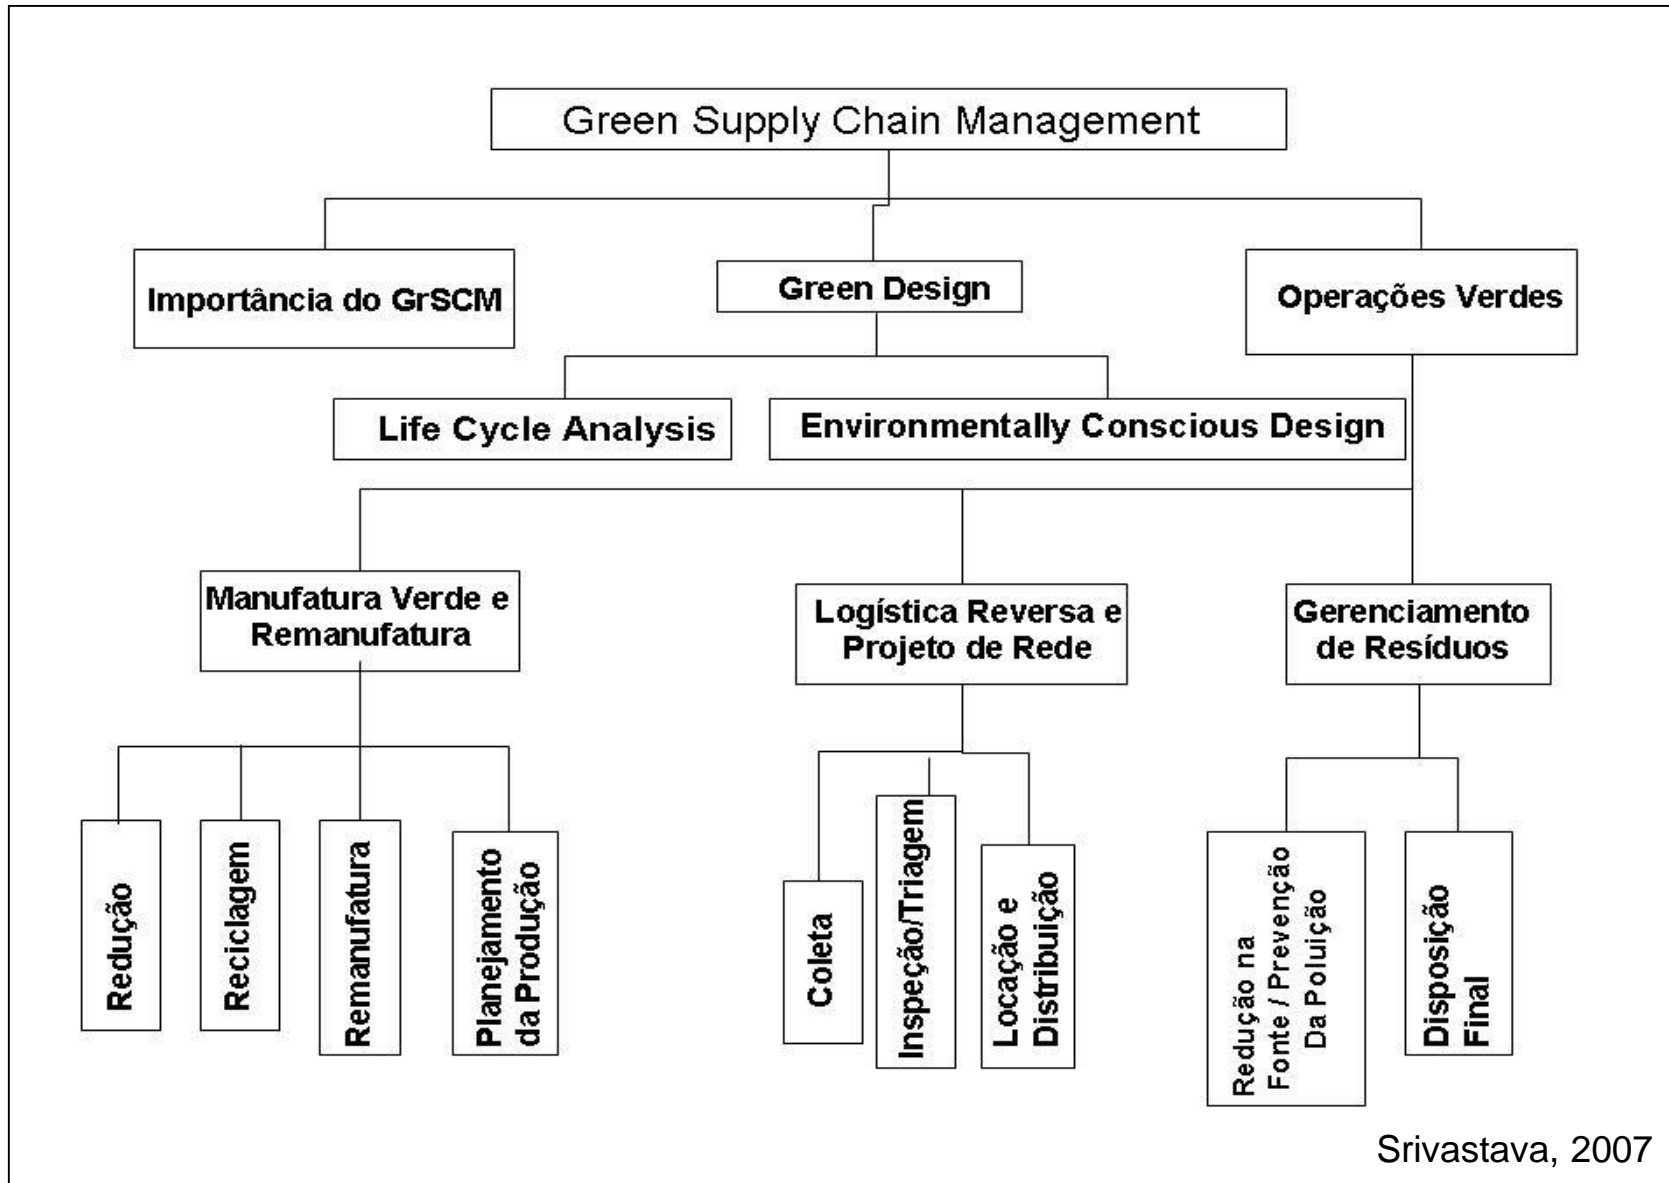 Green Supply Chain Management
Importância do GrSCM
Green Design
Operações Verdes
Life Cycle Analysis
Environmentally Conscious Design
Manufatura Verde e
Remanufatura
Logística Reversa e
Projeto de Rede
Gerenciamento
de Resíduos
Redução
Reciclagem
Remanufatura
Planejamento
da Produção
Coleta
Inspeção/Triagem
Locação e
Distribuição
Redução na
Fonte / Prevenção
Da Poluição
Disposição
Final
Srivastava, 2007